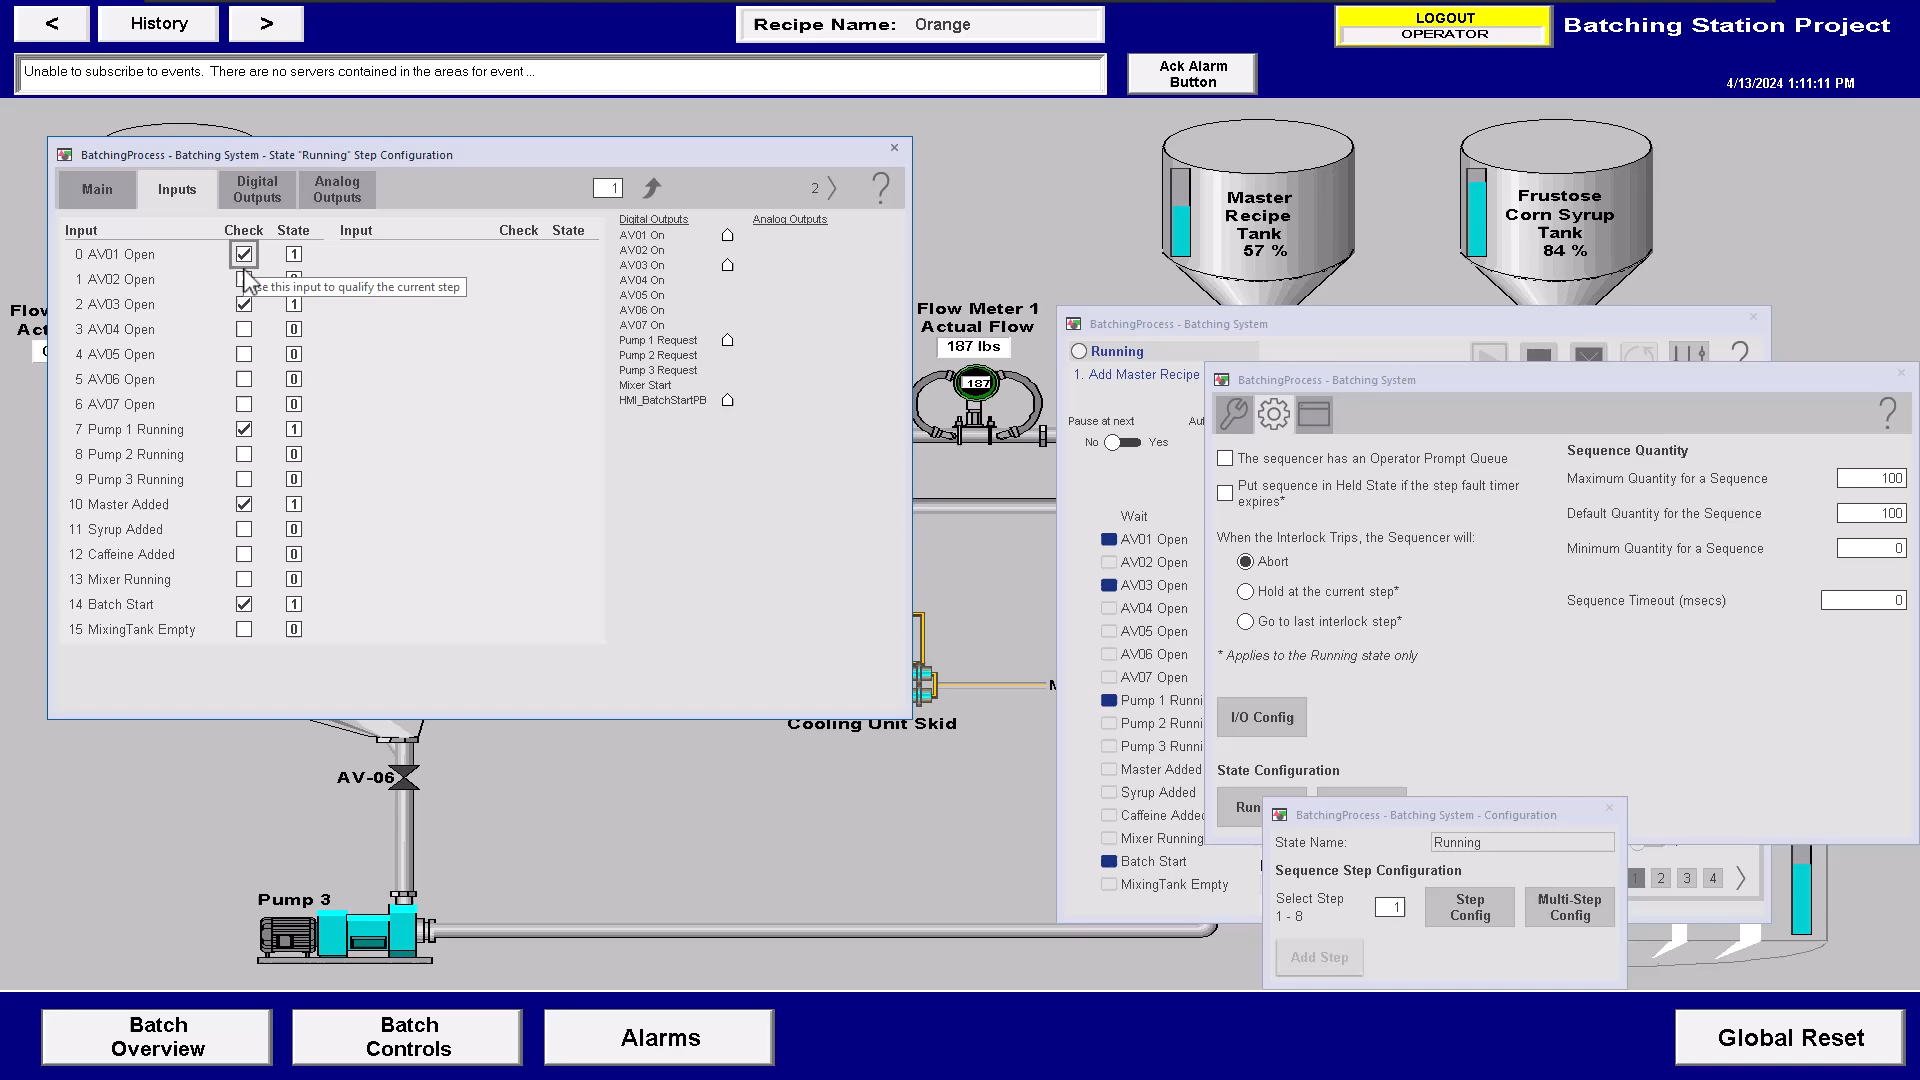 <
History
>
Recipe Name: Orange
LOGOUT
OPERATOR
Batching Station Project
Unable to subscribe to events. There are no servers contained in the areas for event ...
Ack Alarm
Button
4/13/2024 1:11:11 PM
BatchingProcess - Batching System - State "Running" Step Configuration
Main
Inputs
Digital
Outputs
Analog
Outputs
1
2
?
Input Check State Input Check State
0 AV01 Open 1
1 AV02 Open
Use this input to qualify the current step
2 AV03 Open 1
3 AV04 Open 0
4 AV05 Open 0
5 AV06 Open 0
6 AV07 Open 0
7 Pump 1 Running 1
8 Pump 2 Running 0
9 Pump 3 Running 0
10 Master Added 1
11 Syrup Added 0
12 Caffeine Added 0
13 Mixer Running 0
14 Batch Start 1
15 MixingTank Empty 0
Digital Outputs
AV01 On
AV02 On
AV03 On
AV04 On
AV05 On
AV06 On
AV07 On
Pump 1 Request
Pump 2 Request
Pump 3 Request
Mixer Start
HMI_BatchStartPB
Analog Outputs
Master
Recipe
Tank
57 %
Frustose
Corn Syrup
Tank
84 %
Flow Meter 1
Actual Flow
187 lbs
187
Cooling Unit Skid
AV-06
Pump 3
BatchingProcess - Batching System
Running
?
1. Add Master Recipe
Pause at next
No Yes
Wait
AV01 Open
AV02 Open
AV03 Open
AV04 Open
AV05 Open
AV06 Open
AV07 Open
Pump 1 Runni
Pump 2 Runni
Pump 3 Runni
Master Added
Syrup Added
Caffeine Added
Mixer Running
Batch Start
MixingTank Empty
1 2 3 4
BatchingProcess - Batching System
?
The sequencer has an Operator Prompt Queue
Put sequence in Held State if the step fault timer
expires*
When the Interlock Trips, the Sequencer will:
Abort
Hold at the current step*
Go to last interlock step*
* Applies to the Running state only
I/O Config
State Configuration
Run
Sequence Quantity
Maximum Quantity for a Sequence 100
Default Quantity for the Sequence 100
Minimum Quantity for a Sequence 0
Sequence Timeout (msecs) 0
BatchingProcess - Batching System - Configuration
State Name: Running
Sequence Step Configuration
Select Step
1 - 8
1
Step
Config
Multi-Step
Config
Add Step
Batch
Overview
Batch
Controls
Alarms
Global Reset